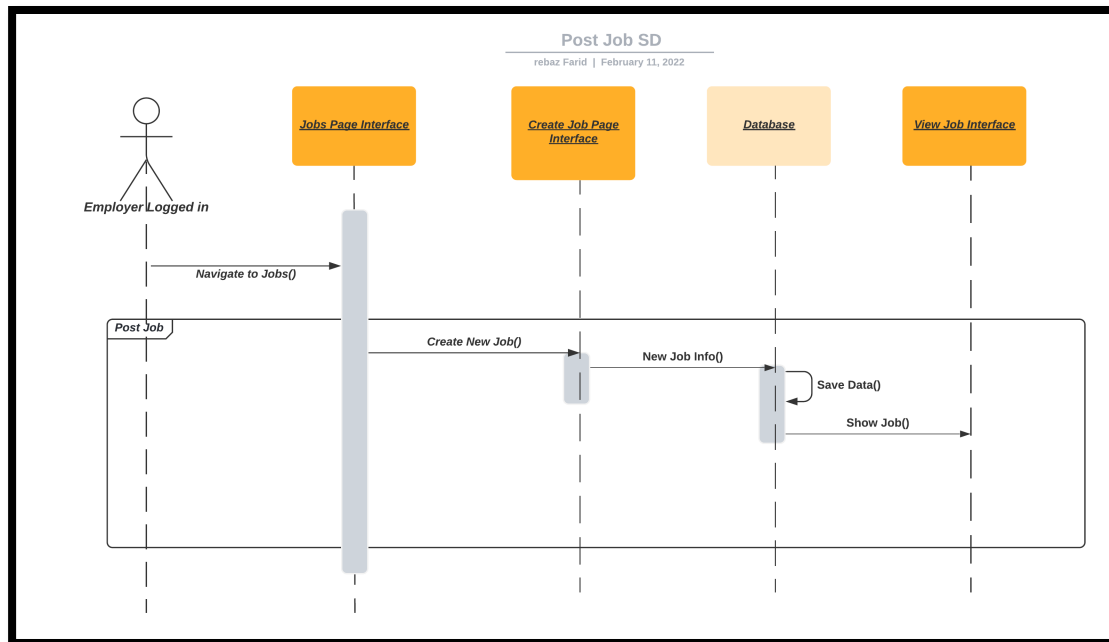 Post Job SD
rebaz Farid | February 11, 2022
Jobs Page Interface
Create Job Page
Interface
Database
View Job Interface
Employer Logged in
Navigate to Jobs()
Post Job
Create New Job()
New Job Info()
Save Data()
Show Job()